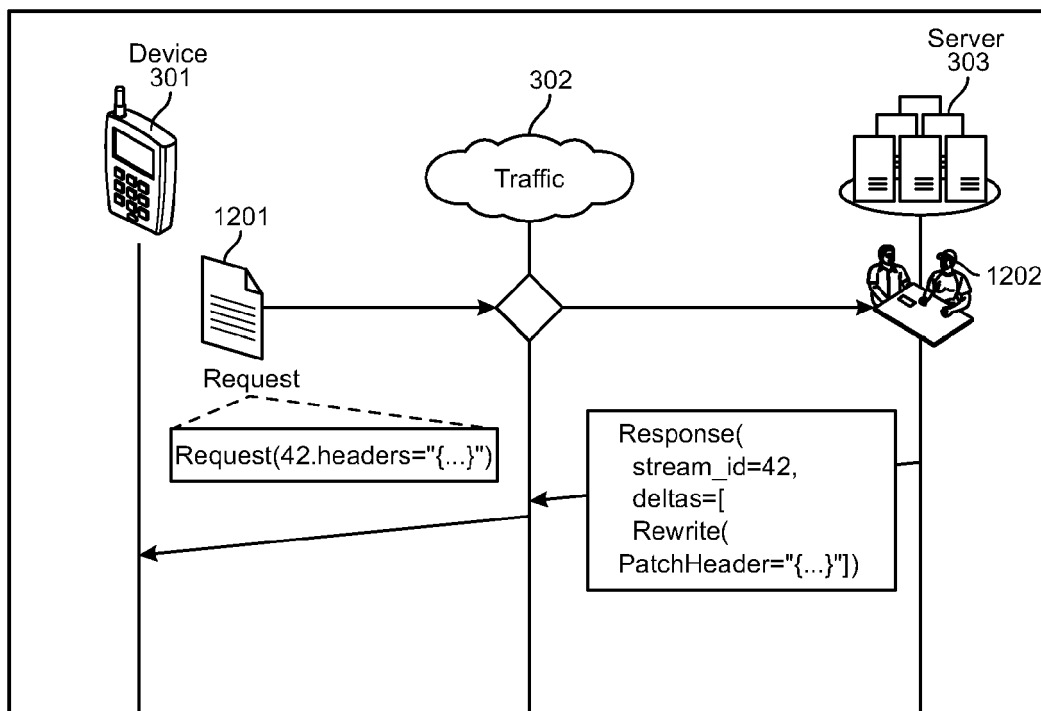 Device
301
302
Server
303
Traffic
1201
1202
Request
Request(42.headers="{...}")
Response(
stream_id=42,
deltas=[
Rewrite(
PatchHeader="{...}"])